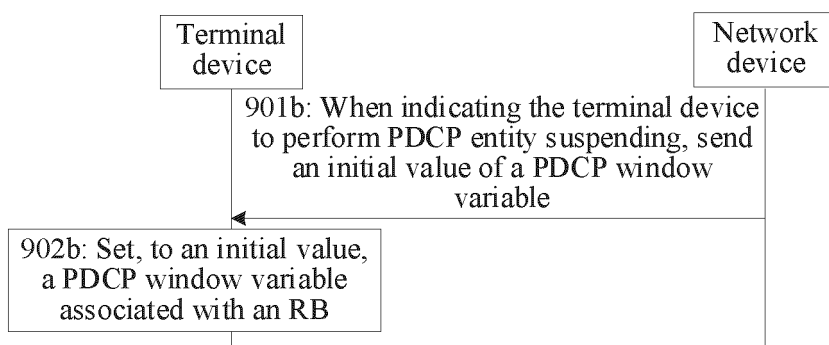 Terminal
device
Network
device
901b: When indicating the terminal device
to perform PDCP entity suspending, send
an initial value of a PDCP window
variable
902b: Set, to an initial value,
a PDCP window variable
associated with an RB